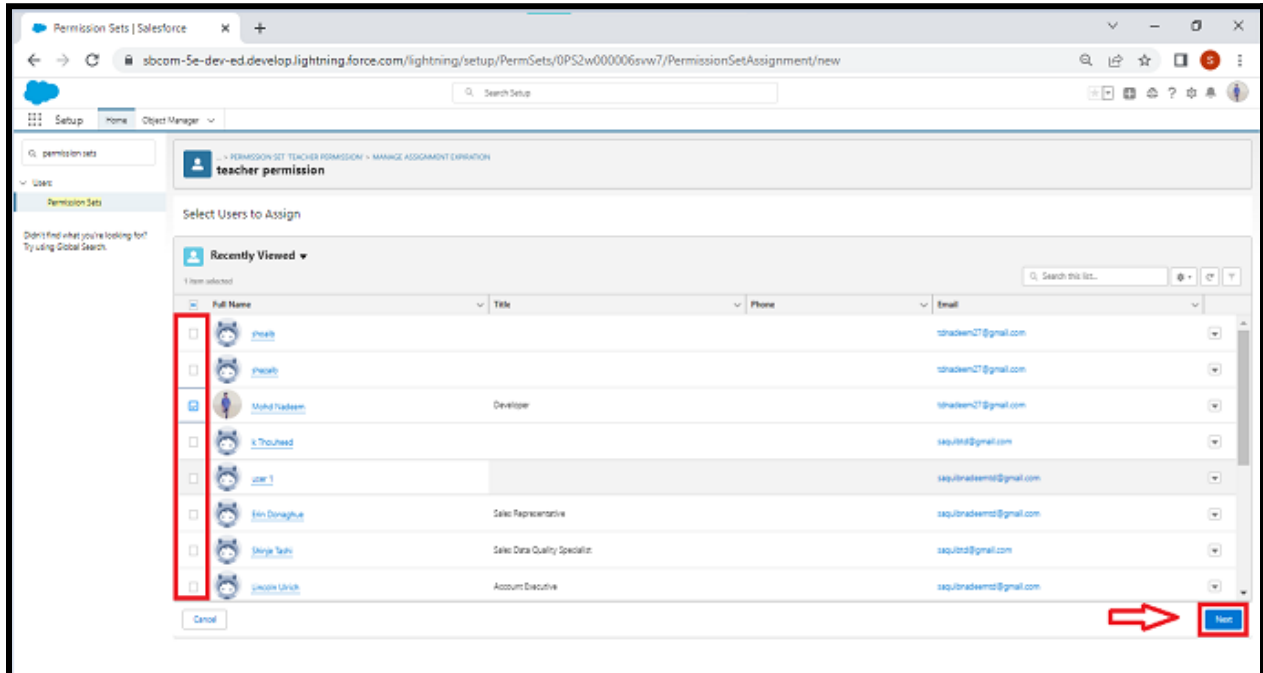 Permission Sets | Salesforce
sbcom-5e-dev-ed.develop.lightning.force.com/lightning/setup/PermSets/0PS2w000006svw7/PermissionSetAssignment/new
S
Search Setup
Setup Home Object Manager
permission sets
Users
Permission Sets
Didn't find what you're looking for?
Try using Global Search.
... > PERMISSION SET 'TEACHER PERMISSION' > MANAGE ASSIGNMENT EXPIRATION
teacher permission
Select Users to Assign
Recently Viewed
1 item selected
Search this list...
Full Name Title Phone Email
shoaib tdnadeem27@gmail.com
tdnadeem27@gmail.com
Mohd Nadeem Developer tdnadeem27@gmail.com
k Thouheed saquibtd@gmail.com
user 1 saquibnadeemtd@gmail.com
Erin Donaghue Sales Representative saquibnadeemtd@gmail.com
Shinje Tashi Sales Data Quality Specialist saquibtd@gmail.com
Lincoln Ulrich Account Executive saquibnadeemtd@gmail.com
Cancel Next